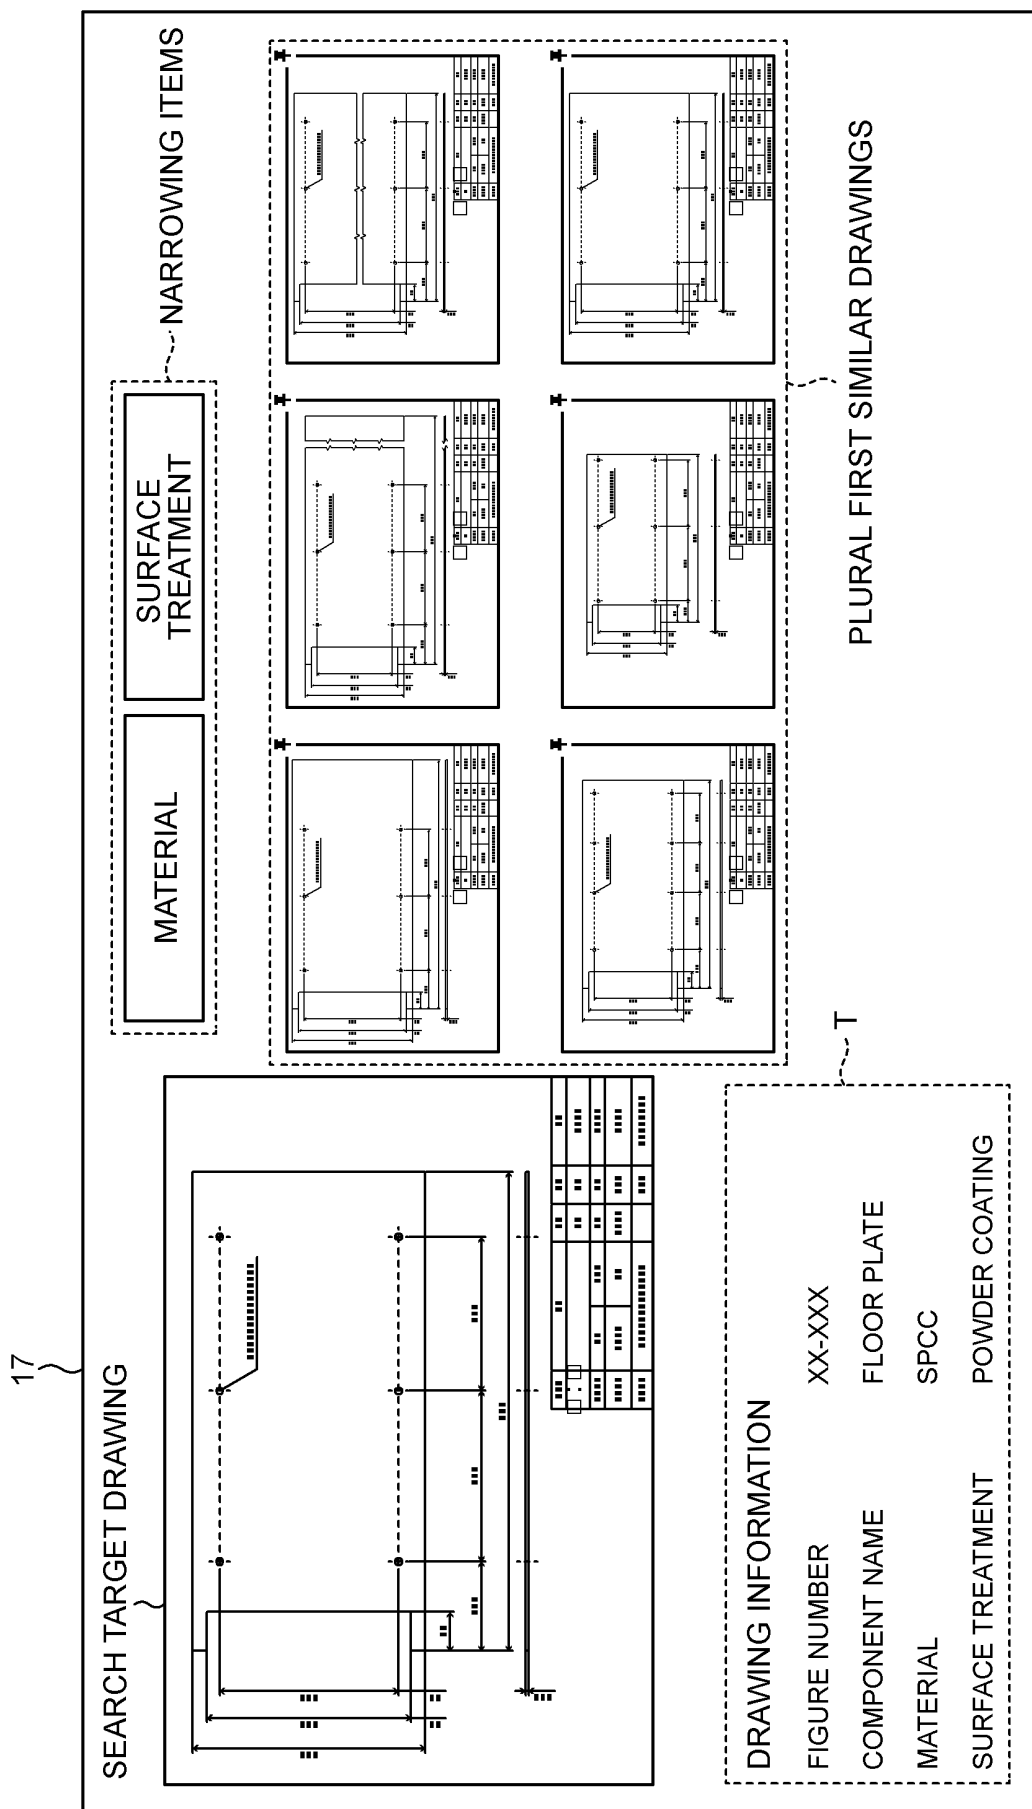 17
SEARCH TARGET DRAWING
MATERIAL
SURFACE
TREATMENT
NARROWING ITEMS
PLURAL FIRST SIMILAR DRAWINGS
T
DRAWING INFORMATION
FIGURE NUMBER XX-XXX
COMPONENT NAME FLOOR PLATE
MATERIAL SPCC
SURFACE TREATMENT POWDER COATING